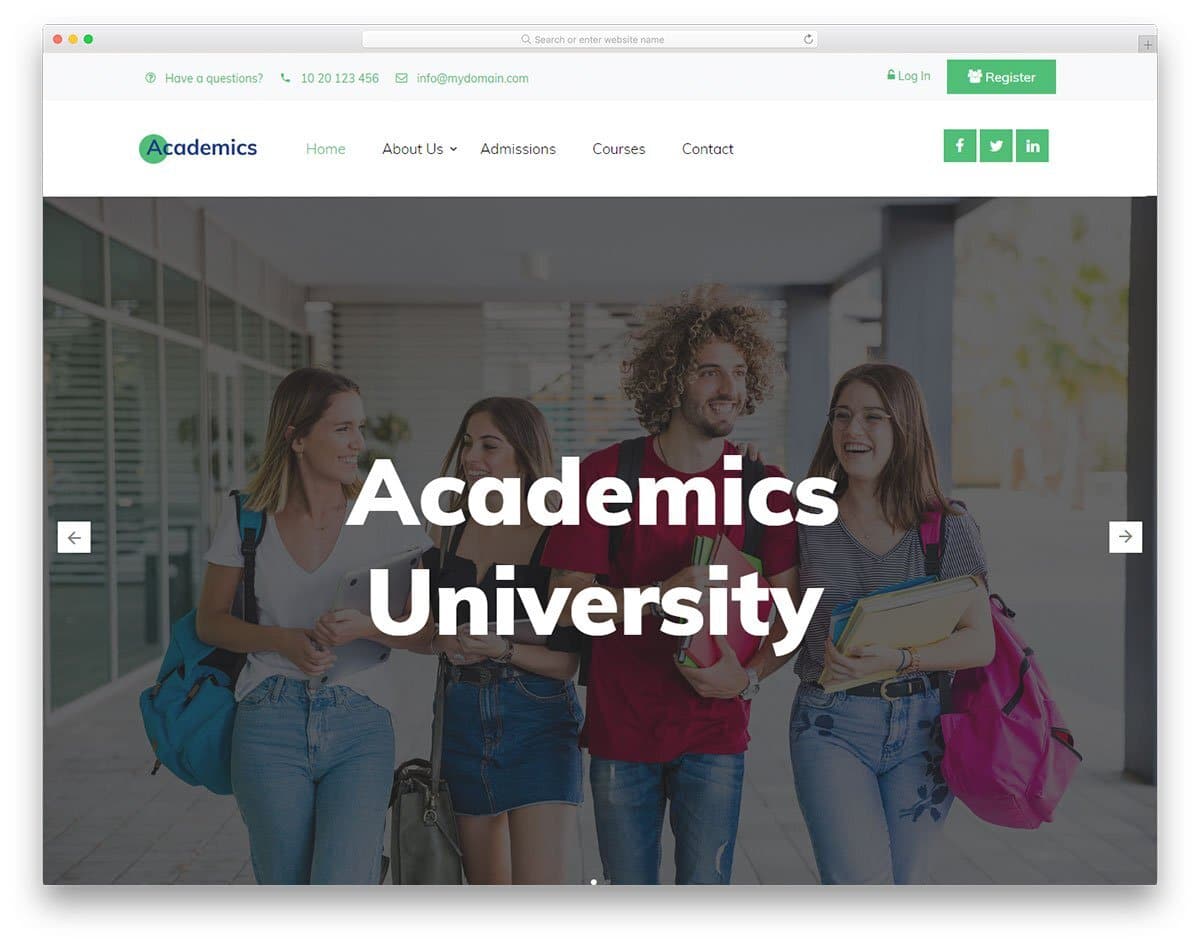 Search or enter website name
Have a questions? 10 20 123 456 info@mydomain.com
Log In Register
Academics Home About Us Admissions Courses Contact
Academics
University